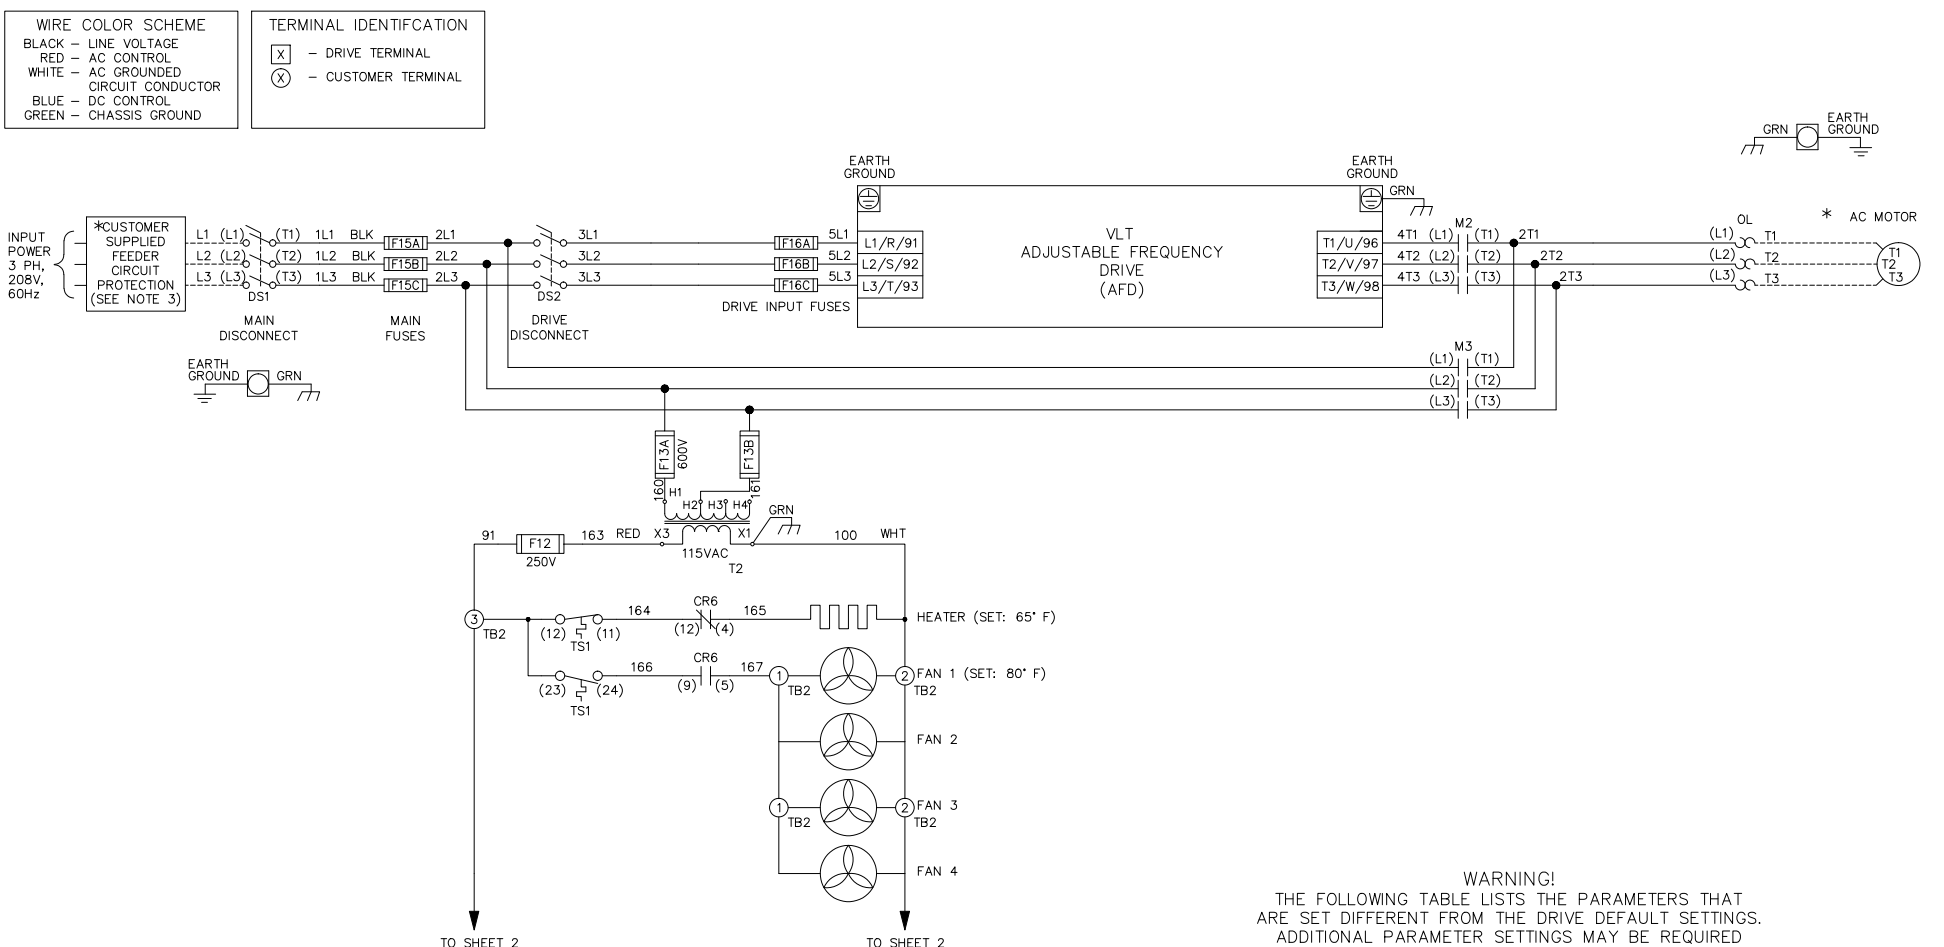 WIRE COLOR SCHEME
BLACK – LINE VOLTAGE
RED – AC CONTROL
WHITE – AC GROUNDED
CIRCUIT CONDUCTOR
BLUE – DC CONTROL
GREEN – CHASSIS GROUND
TERMINAL IDENTIFCATION
X – DRIVE TERMINAL
X – CUSTOMER TERMINAL
GRN
EARTH
GROUND
INPUT
POWER
3 PH,
208V,
60Hz
*CUSTOMER
SUPPLIED
FEEDER
CIRCUIT
PROTECTION
(SEE NOTE 3)
L1 (L1) (T1) 1L1 BLK F15A 2L1 3L1 F16A 5L1 L1/R/91
L2 (L2) (T2) 1L2 BLK F15B 2L2 3L2 F16B 5L2 L2/S/92
L3 (L3) (T3) 1L3 BLK F15C 2L3 3L3 F16C 5L3 L3/T/93
DS1
DS2
MAIN
DISCONNECT
MAIN
FUSES
DRIVE
DISCONNECT
DRIVE INPUT FUSES
EARTH
GROUND
VLT
ADJUSTABLE FREQUENCY
DRIVE
(AFD)
EARTH
GROUND
GRN
T1/U/96 4T1 (L1) M2 (T1) 2T1
T2/V/97 4T2 (L2) (T2) 2T2
T3/W/98 4T3 (L3) (T3) 2T3
OL
(L1) T1
(L2) T2
(L3) T3
* AC MOTOR
T1
T2
T3
EARTH
GROUND
GRN
M3
(L1) (T1)
(L2) (T2)
(L3) (T3)
F13A
600V
F13B
160
161
H1
H2 H3 H4
GRN
91 F12 163 RED X3 X1 100 WHT
250V
115VAC
T2
3
TB2
(12) (11)
TS1
164
CR6
(12) (4)
165
HEATER (SET: 65° F)
(23) (24)
TS1
166
CR6
(9) (5)
167
1
TB2
2
TB2
FAN 1 (SET: 80° F)
FAN 2
1
TB2
2
TB2
FAN 3
FAN 4
TO SHEET 2
TO SHEET 2
WARNING!
THE FOLLOWING TABLE LISTS THE PARAMETERS THAT
ARE SET DIFFERENT FROM THE DRIVE DEFAULT SETTINGS.
ADDITIONAL PARAMETER SETTINGS MAY BE REQUIRED